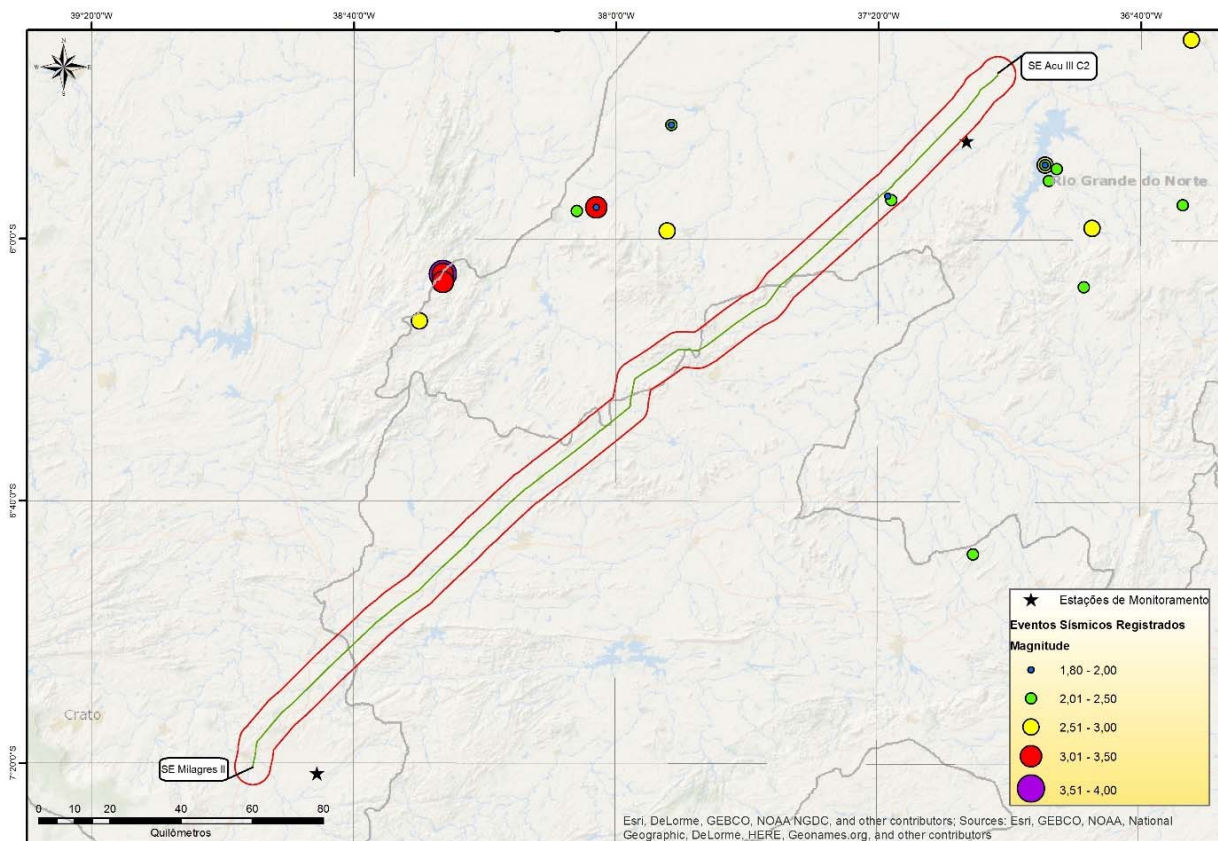 39°20'0"W
38°40'0"W
38°0'0"W
37°20'0"W
36°40'0"W
N
SE Acu III C2
Rio Grande do Norte
6°0'0"S
6°40'0"S
7°20'0"S
Crato
SE Milagres II
0 10 20 40 60 80
Quilômetros
Estações de Monitoramento
Eventos Sísmicos Registrados
Magnitude
1,80 - 2,00
2,01 - 2,50
2,51 - 3,00
3,01 - 3,50
3,51 - 4,00
Esri, DeLorme, GEBCO, NOAA NGDC, and other contributors; Sources: Esri, GEBCO, NOAA, National
Geographic, DeLorme, HERE, Geonames.org, and other contributors